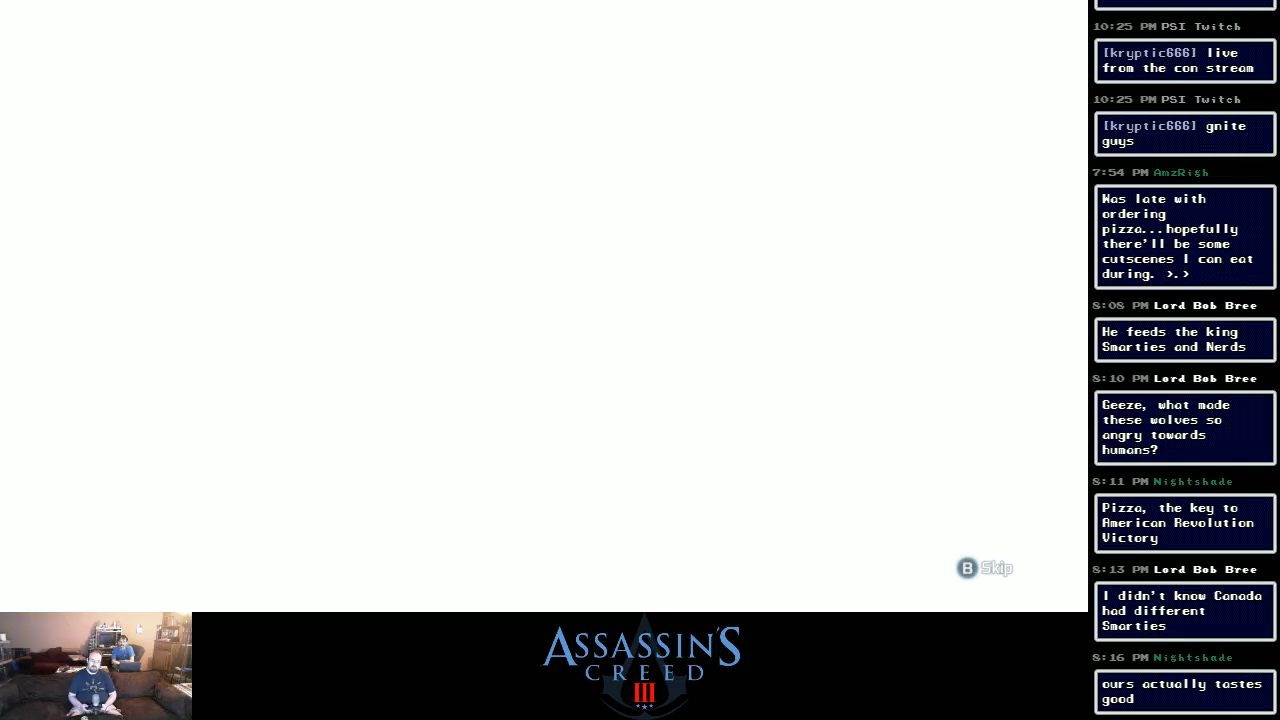 10:25 PM PSI Twitch
[kryptic666] live
from the con stream
10:25 PM PSI Twitch
[kryptic666] gnite
guys
7:54 PM AmzRigh
Was late with
ordering
pizza...hopefully
there'll be some
cutscenes I can eat
during. >.>
8:08 PM Lord Bob Bree
He feeds the king
Smarties and Nerds
8:10 PM Lord Bob Bree
Geeze, what made
these wolves so
angry towards
humans?
8:11 PM Nightshade
Pizza, the key to
American Revolution
Victory
8:13 PM Lord Bob Bree
I didn't know Canada
had different
Smarties
8:16 PM Nightshade
ours actually tastes
good
B Skip
ASSASSIN'S
CREED
III